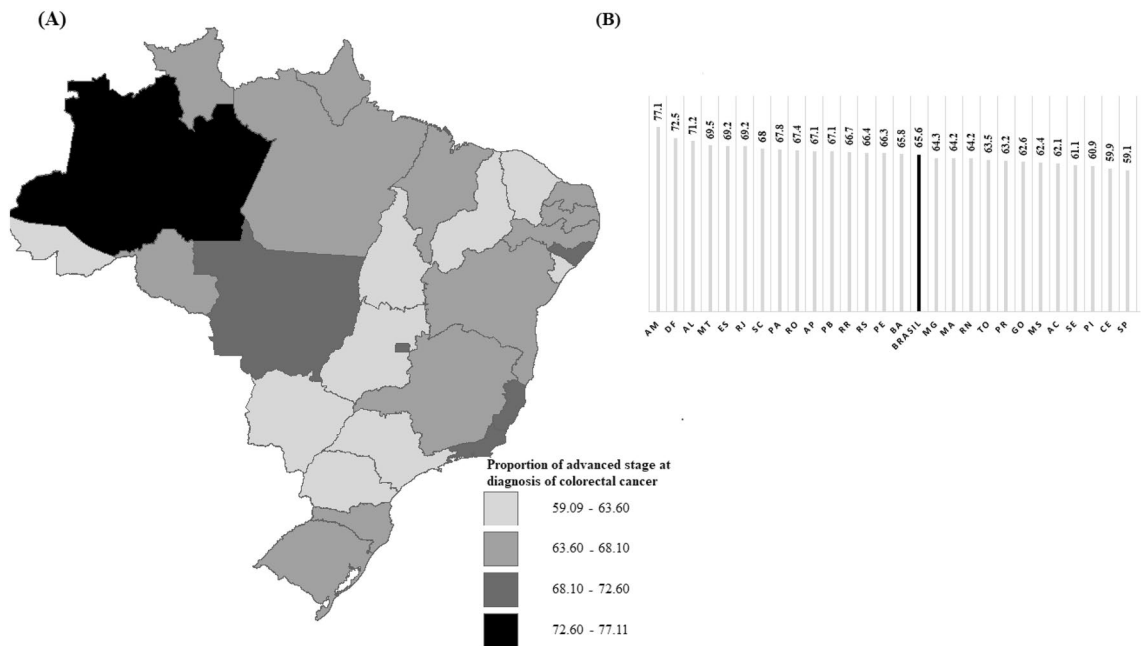 (A)
(B)
77.1
72.5
71.2
69.5
69.2
69.2
68
67.8
67.4
67.1
67.1
66.7
66.4
66.3
65.8
65.6
64.3
64.2
64.2
63.5
63.2
62.6
62.4
62.1
61.1
60.9
59.9
59.1
AM
DF
AL
MT
ES
RJ
SC
PA
RO
AP
PB
RR
RS
PE
BA
BRASIL
MG
MA
RN
TO
PR
GO
MS
AC
SE
PI
CE
SP
Proportion of advanced stage at
diagnosis of colorectal cancer
59.09 - 63.60
63.60 - 68.10
68.10 - 72.60
72.60 - 77.11